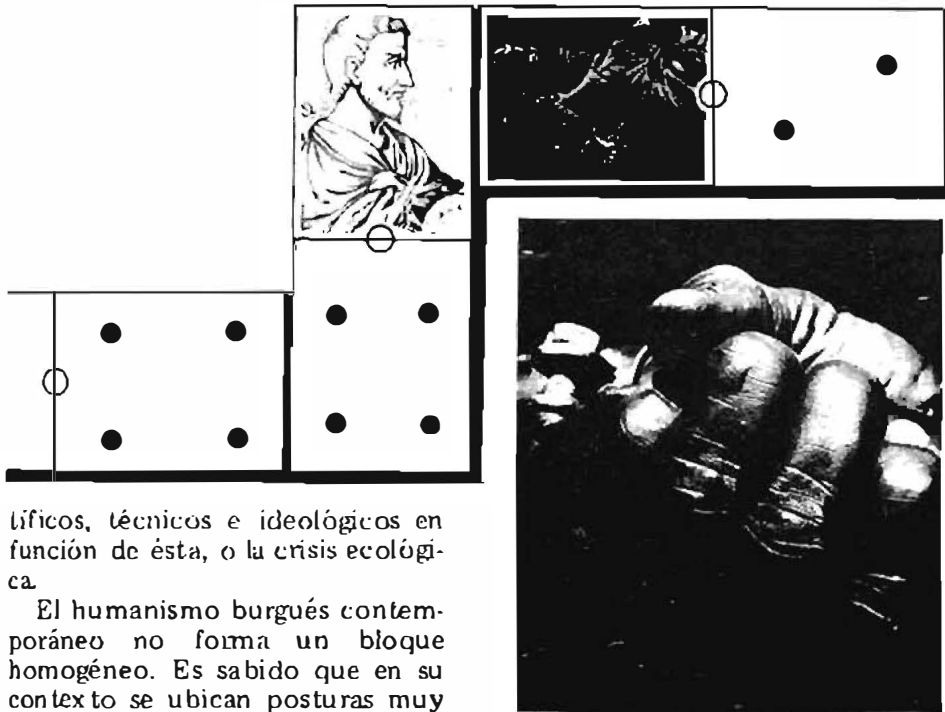 tíficos, técnicos e ideológicos en
función de ésta, o la crisis ecológi-
ca.
El humanismo burgués contem-
poráneo no forma un bloque
homogéneo. Es sabido que en su
contexto se ubican posturas muy